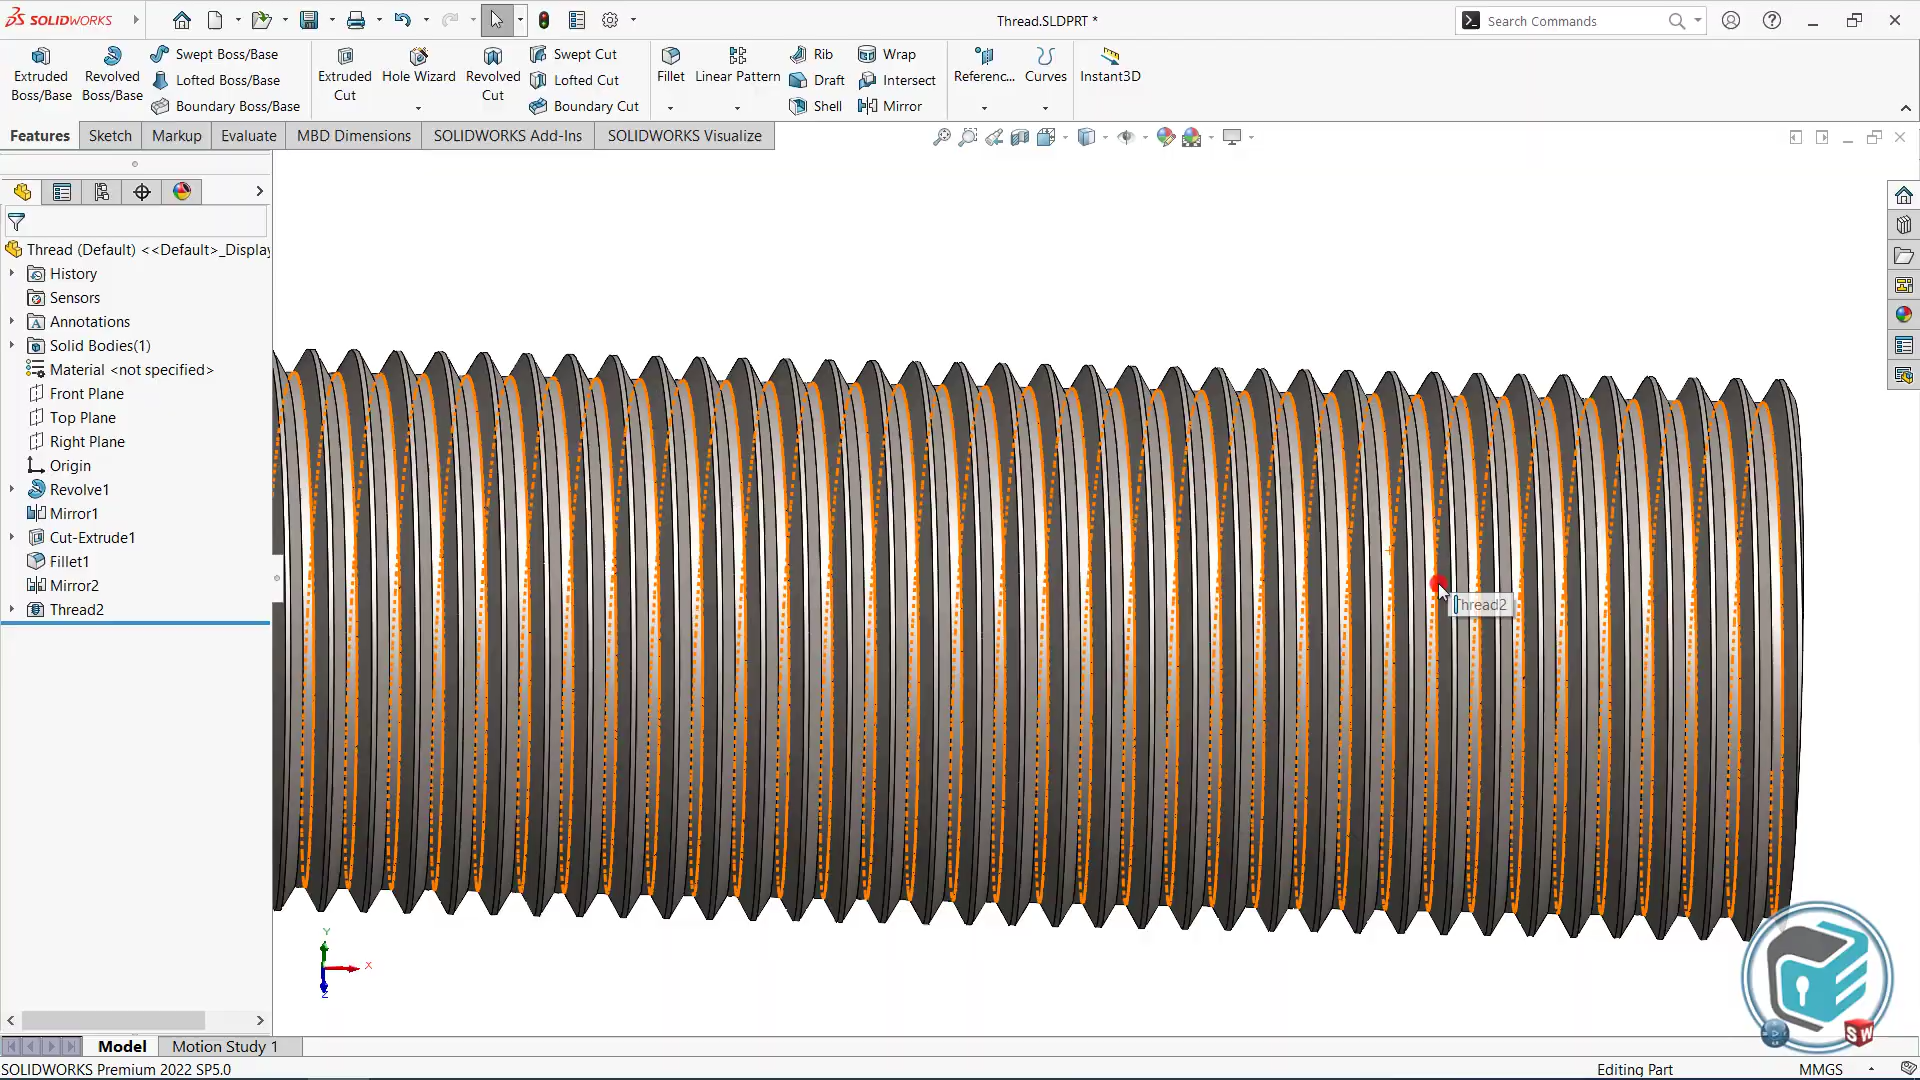 SOLIDWORKS
Thread.SLDPRT *
Search Commands
Extruded Boss/Base
Revolved Boss/Base
Swept Boss/Base
Lofted Boss/Base
Boundary Boss/Base
Extruded Cut
Hole Wizard
Revolved Cut
Swept Cut
Lofted Cut
Boundary Cut
Fillet
Linear Pattern
Rib
Draft
Shell
Wrap
Intersect
Mirror
Referenc...
Curves
Instant3D
Features
Sketch
Markup
Evaluate
MBD Dimensions
SOLIDWORKS Add-Ins
SOLIDWORKS Visualize
Thread (Default) <<Default>_Display
History
Sensors
Annotations
Solid Bodies(1)
Material <not specified>
Front Plane
Top Plane
Right Plane
Origin
Revolve1
Mirror1
Cut-Extrude1
Fillet1
Mirror2
Thread2
Thread2
Y
X
Z
SW
Model
Motion Study 1
SOLIDWORKS Premium 2022 SP5.0
Editing Part
MMGS